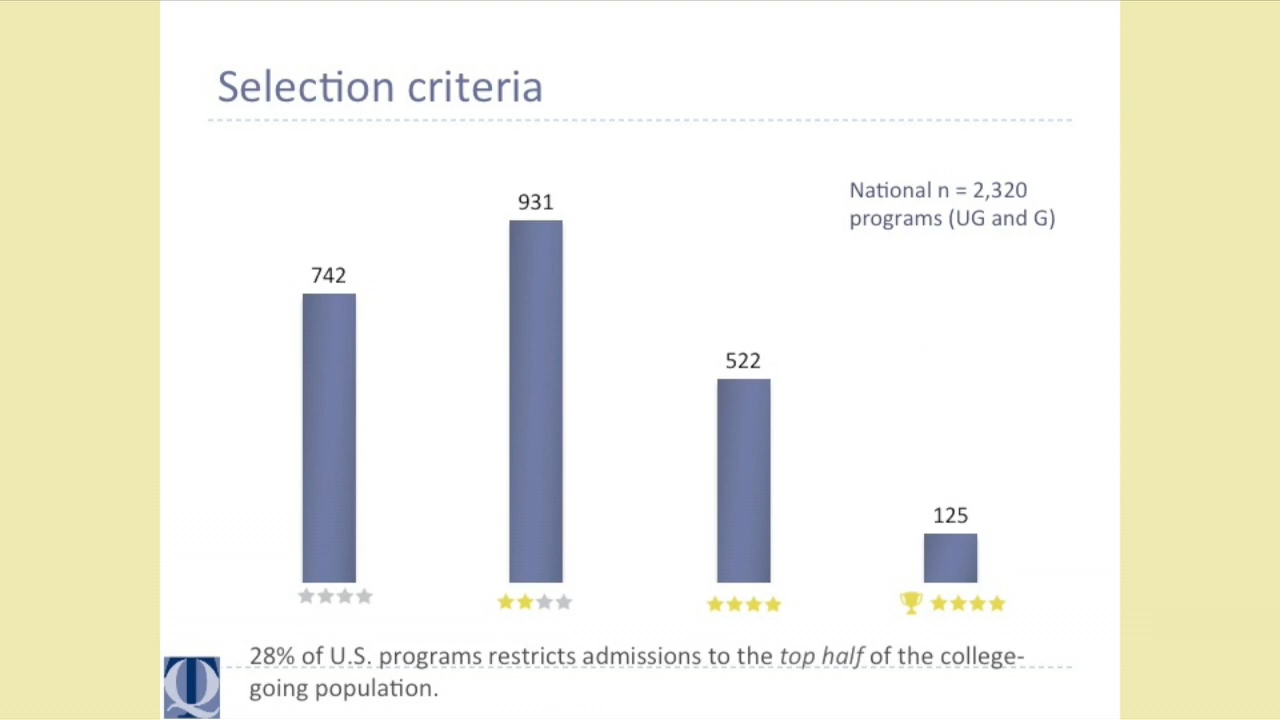 Selection criteria
National n = 2,320
programs (UG and G)
931
742
522
125
28% of U.S. programs restricts admissions to the top half of the college-
going population.
TQ